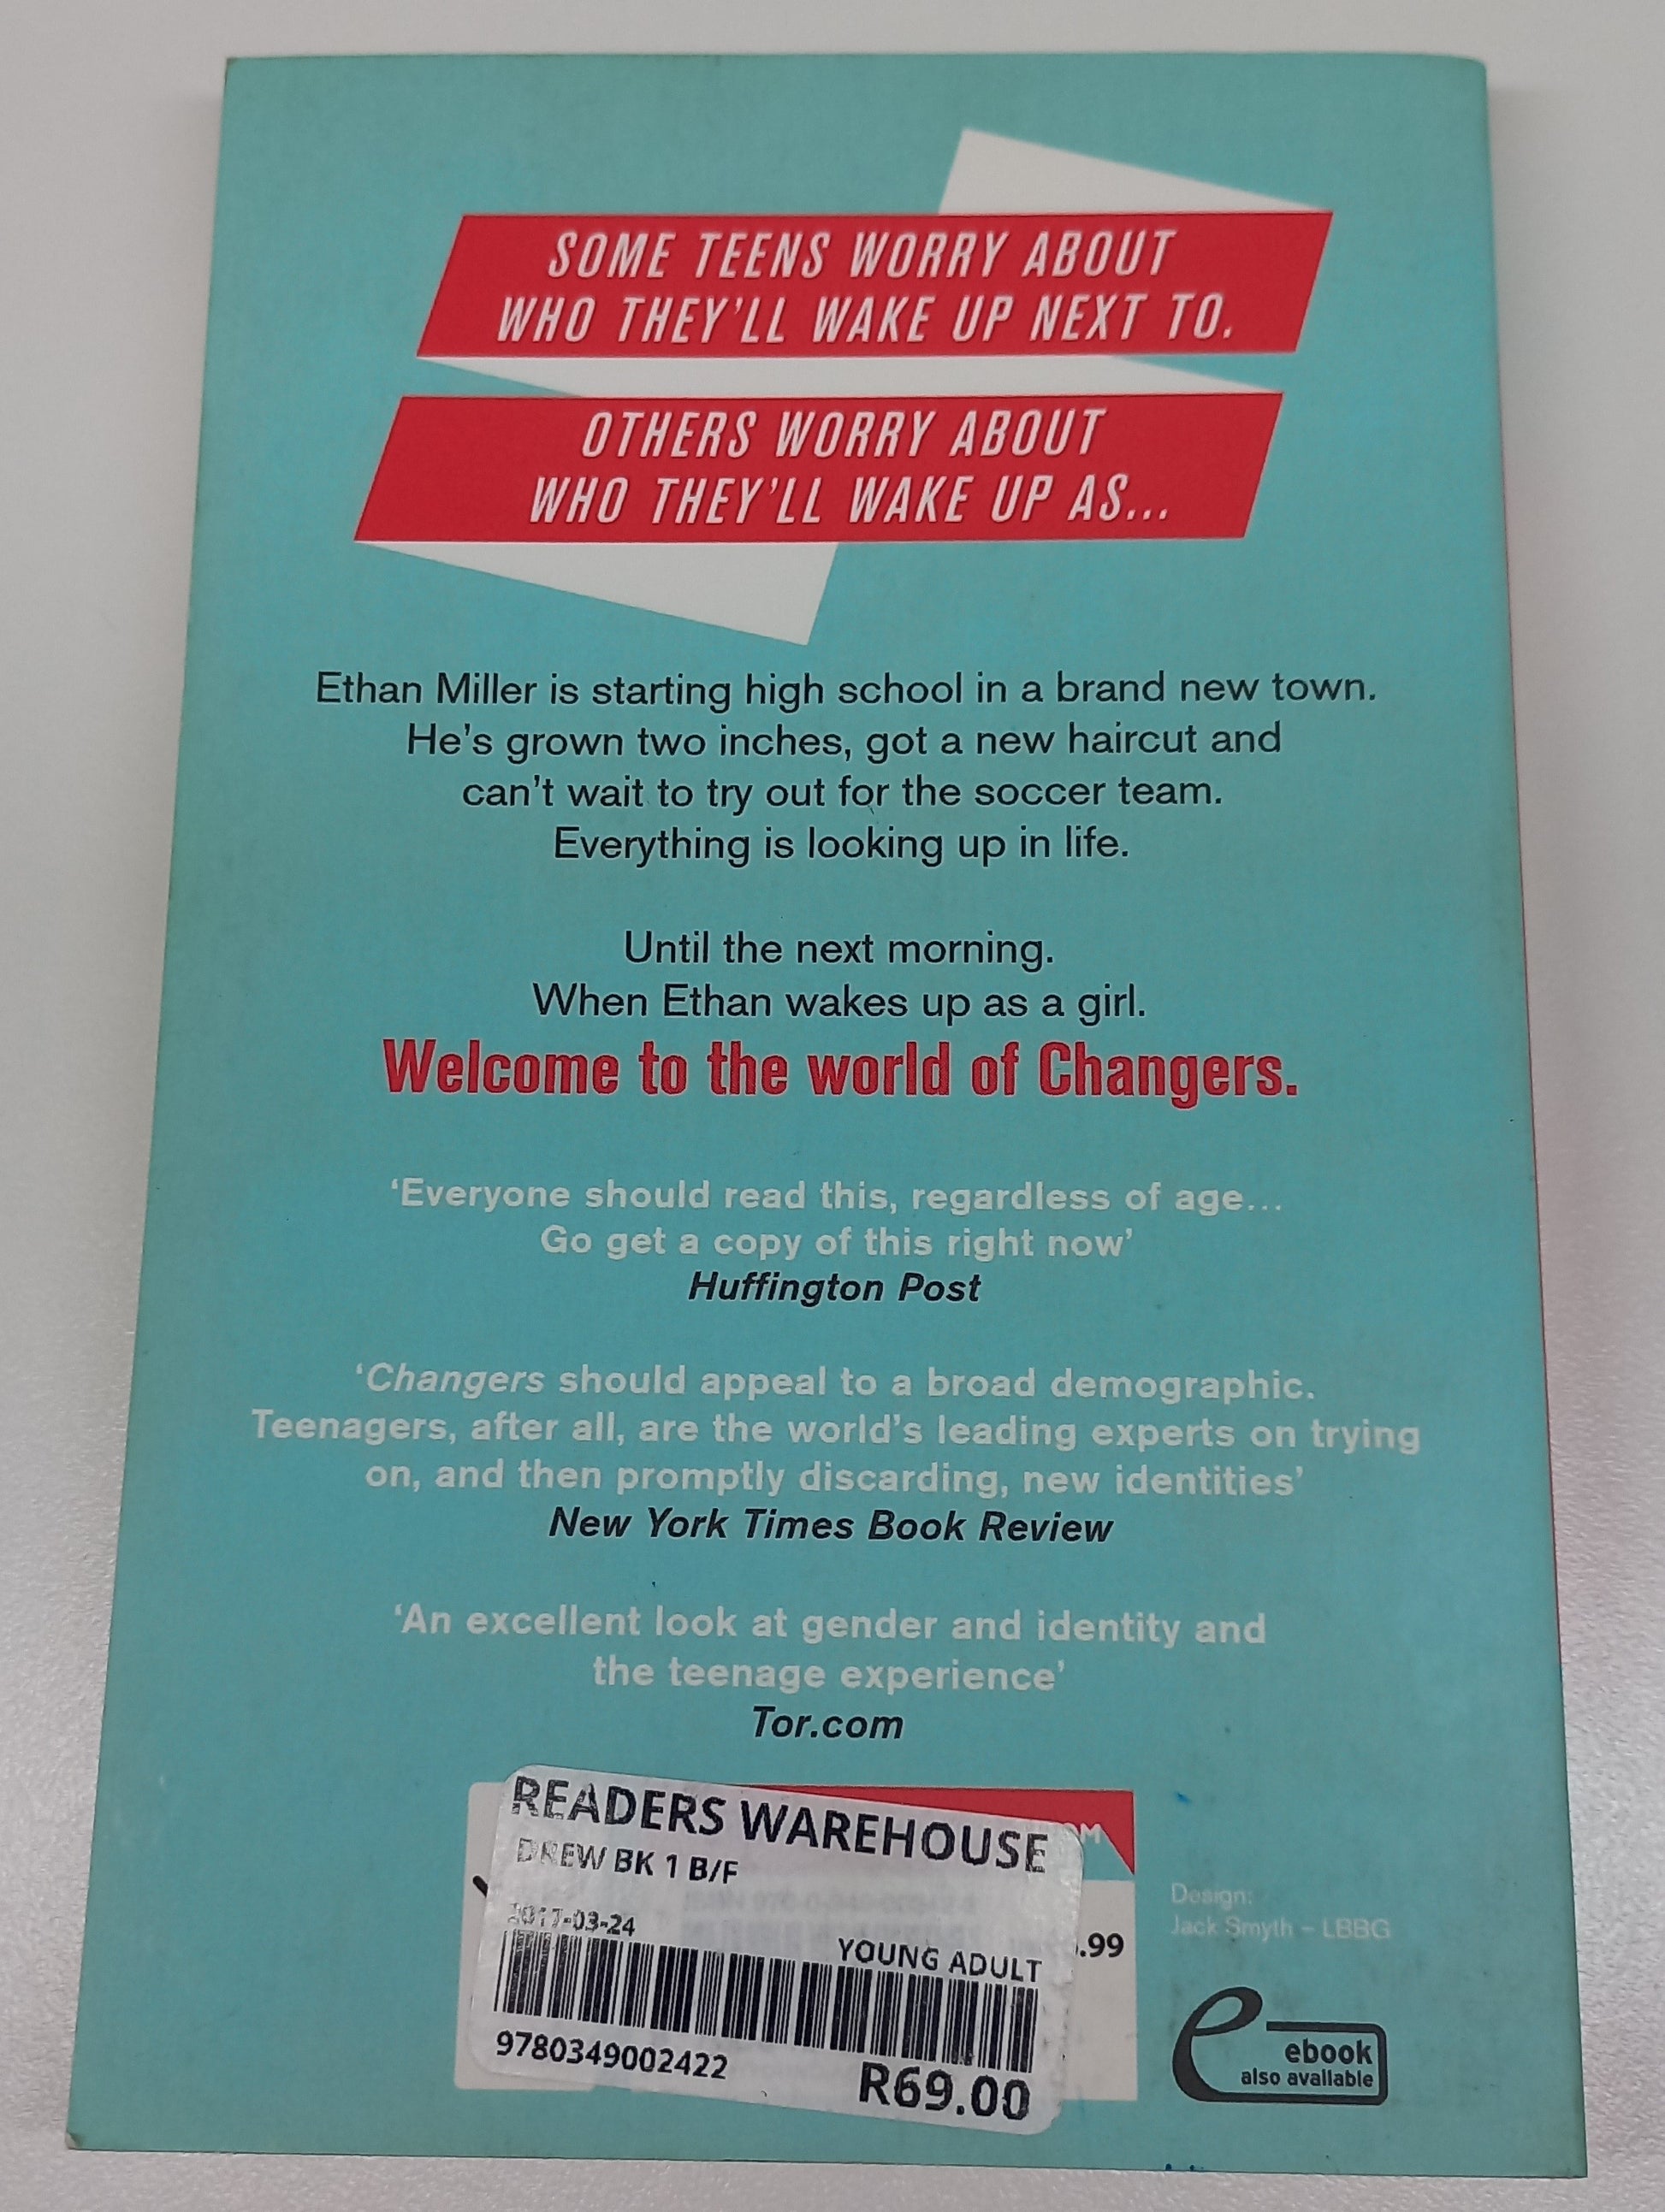 SOME TEENS WORRY ABOUT
WHO THEY'LL WAKE UP NEXT TO.
OTHERS WORRY ABOUT
WHO THEY'LL WAKE UP AS...
Ethan Miller is starting high school in a brand new town.
He's grown two inches, got a new haircut and
can't wait to try out for the soccer team.
Everything is looking up in life.
Until the next morning.
When Ethan wakes up as a girl.
Welcome to the world of Changers.
'Everyone should read this, regardless of age...
Go get a copy of this right now'
Huffington Post
'Changers should appeal to a broad demographic.
Teenagers, after all, are the world's leading experts on trying
on, and then promptly discarding, new identities'
New York Times Book Review
'An excellent look at gender and identity and
the teenage experience'
Tor.com
READERS WAREHOUSE
DREW BK 1 B/F
2017-03-24
YOUNG ADULT
9780349002422
R69.00
.99
Design:
Jack Smyth – LBBG
ebook
also available